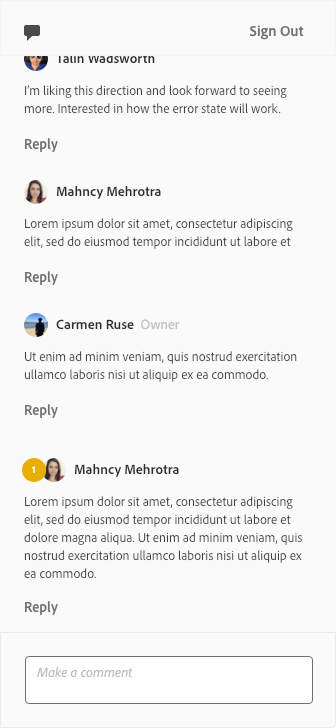 Sign Out
Talin Wadsworth
I'm liking this direction and look forward to seeing
more. Interested in how the error state will work.
Reply
Mahncy Mehrotra
Lorem ipsum dolor sit amet, consectetur adipiscing
elit, sed do eiusmod tempor incididunt ut labore et
Reply
Carmen Ruse Owner
Ut enim ad minim veniam, quis nostrud exercitation
ullamco laboris nisi ut aliquip ex ea commodo.
Reply
1 Mahncy Mehrotra
Lorem ipsum dolor sit amet, consectetur adipiscing
elit, sed do eiusmod tempor incididunt ut labore et
dolore magna aliqua. Ut enim ad minim veniam, quis
nostrud exercitation ullamco laboris nisi ut aliquip ex
ea commodo.
Reply
Make a comment